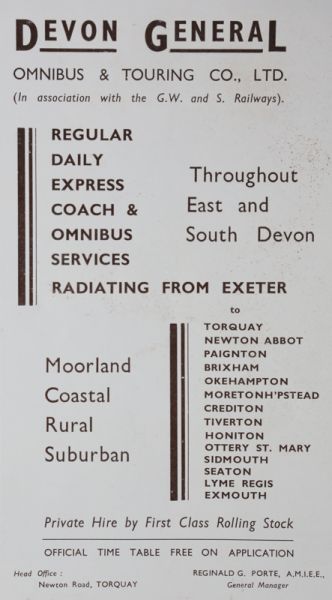 DEVON GENERAL
OMNIBUS & TOURING CO., LTD.
(In association with the G.W. and S. Railways).
REGULAR
DAILY
EXPRESS
COACH &
OMNIBUS
SERVICES
Throughout
East and
South Devon
RADIATING FROM EXETER
to
TORQUAY
NEWTON ABBOT
PAIGNTON
BRIXHAM
OKEHAMPTON
MORETONH'PSTEAD
CREDITON
TIVERTON
HONITON
OTTERY ST. MARY
SIDMOUTH
SEATON
LYME REGIS
EXMOUTH
Moorland
Coastal
Rural
Suburban
Private Hire by First Class Rolling Stock
OFFICIAL TIME TABLE FREE ON APPLICATION
Head Office :
Newton Road, TORQUAY
REGINALD G. PORTE, A,M,I.E.E.,
General Manager